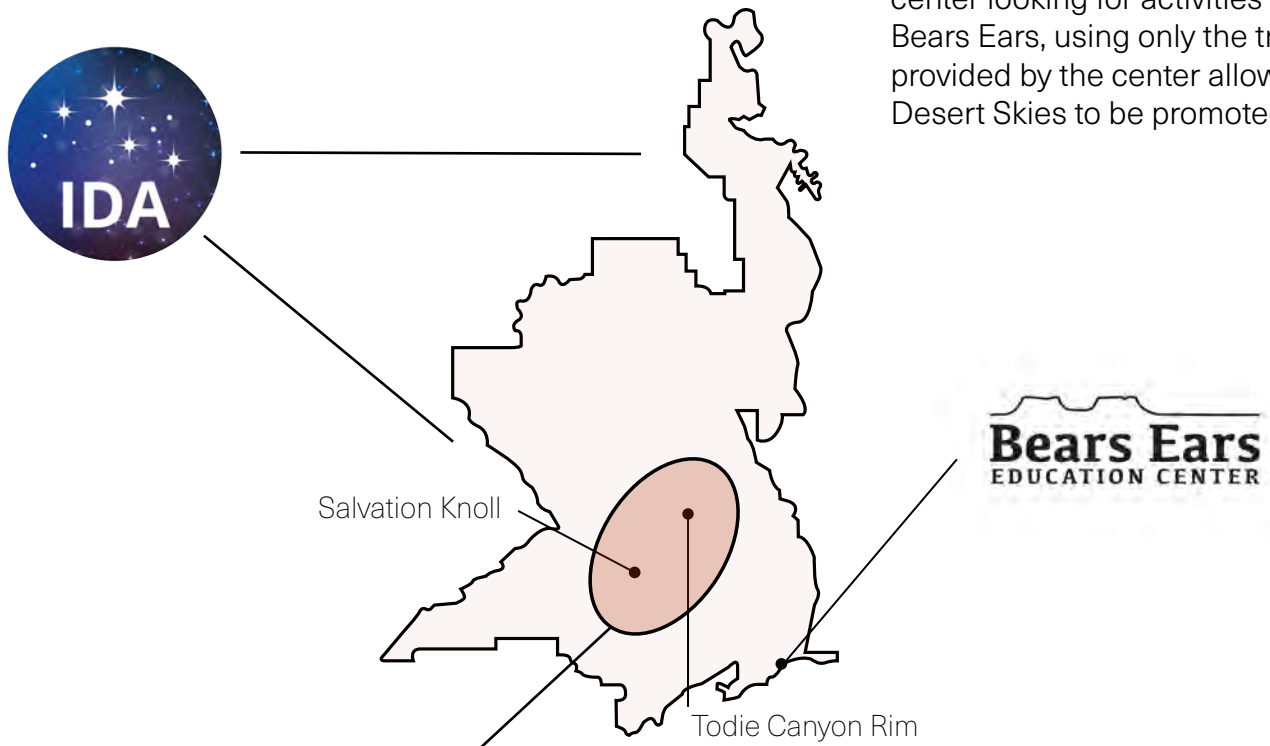 center looking for activities
Bears Ears, using only the
provided by the center allow
Desert Skies to be promote
IDA
Bears Ears
EDUCATION CENTER
Salvation Knoll
Todie Canyon Rim